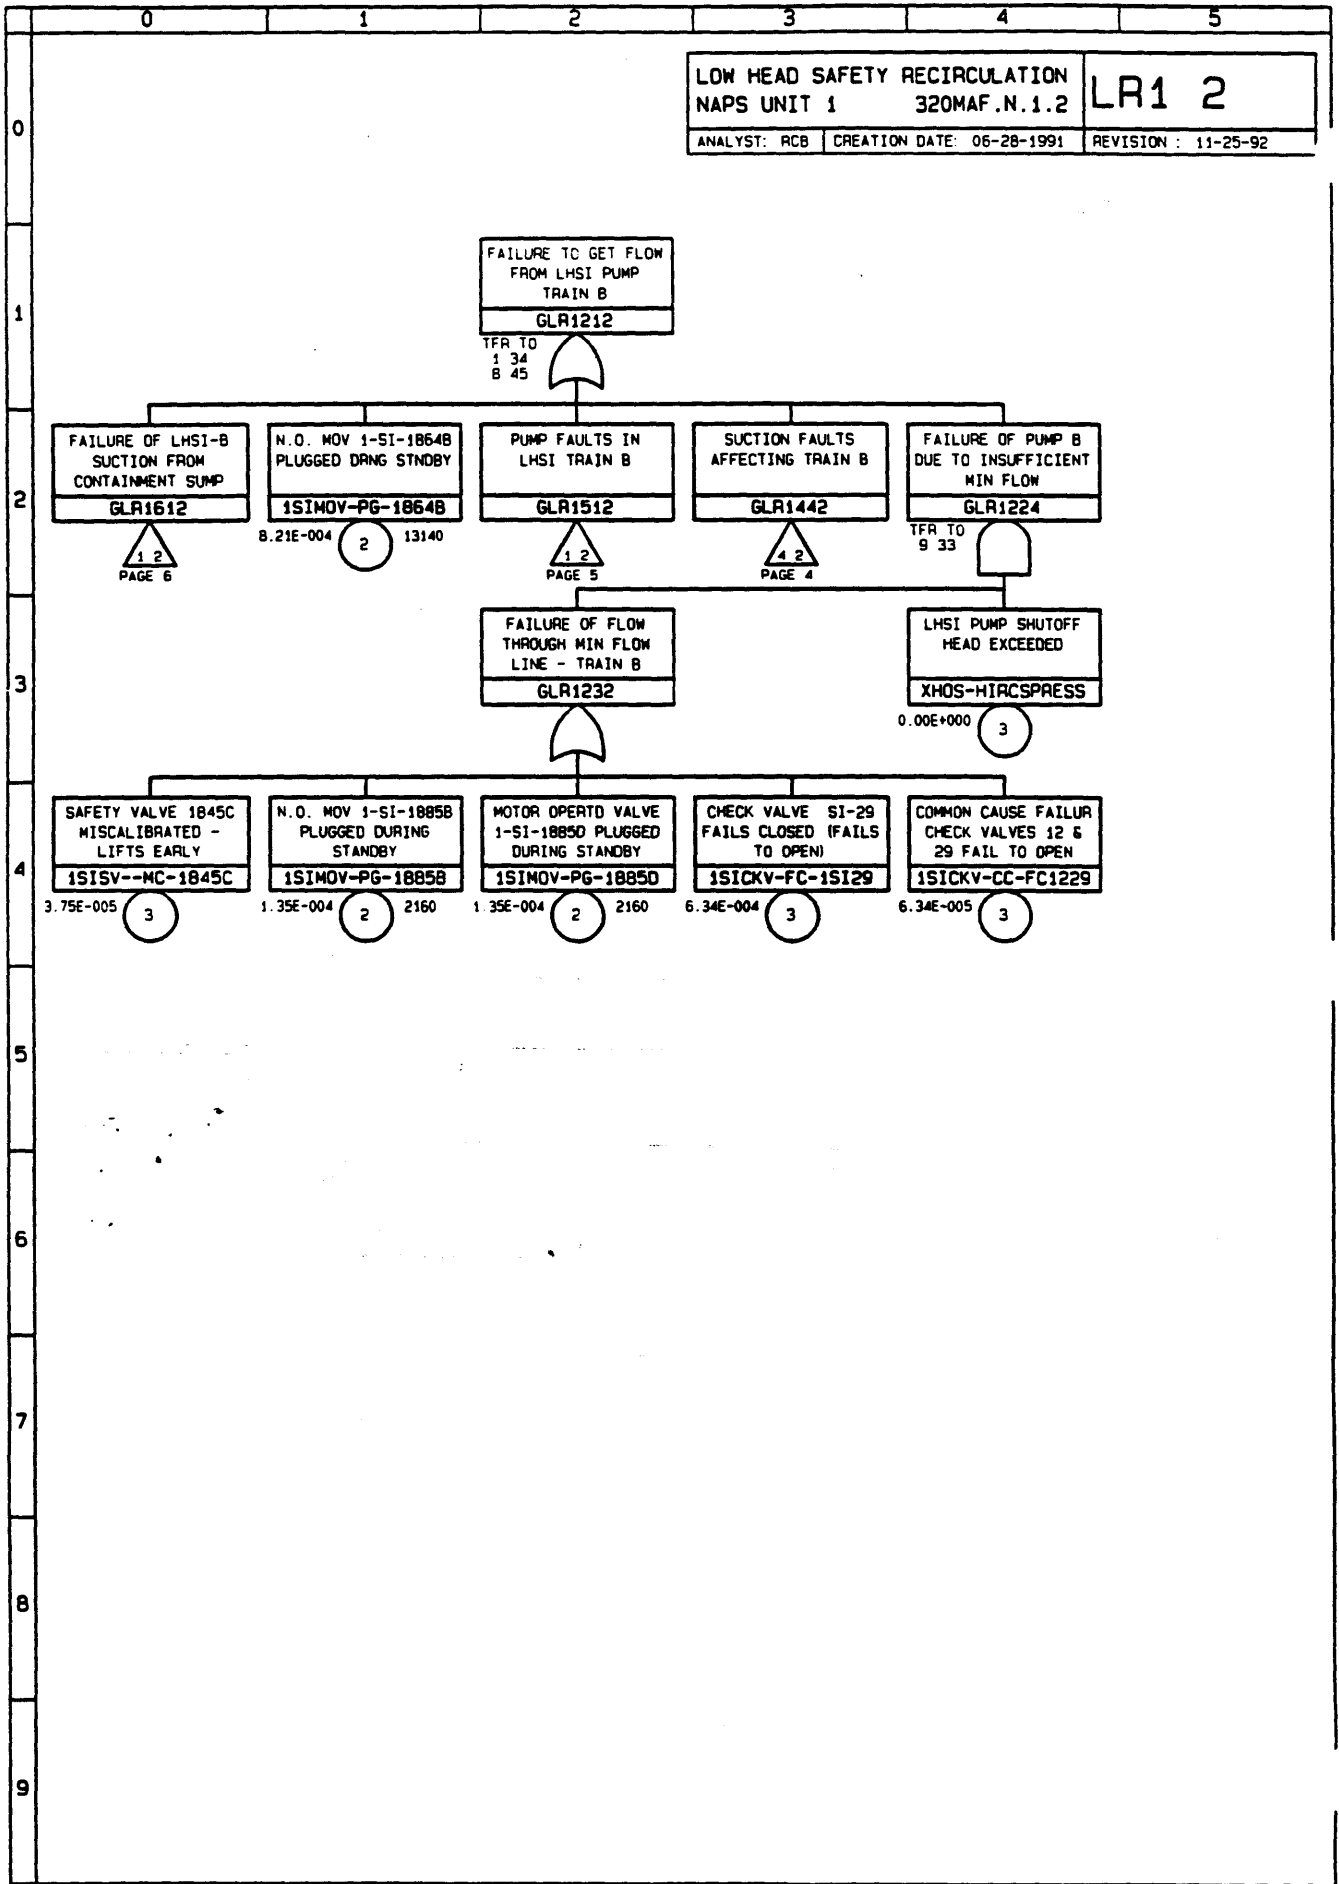 0 1 2 3 4 5
LOW HEAD SAFETY RECIRCULATION
NAPS UNIT 1 320MAF.N.1.2
LR1 2
ANALYST: RCB CREATION DATE: 06-28-1991 REVISION : 11-25-92
0
FAILURE TO GET FLOW
FROM LHSI PUMP
TRAIN B
GLR1212
1
TFR TO
1 34
8 45
FAILURE OF LHSI-B
SUCTION FROM
CONTAINMENT SUMP
GLR1612
1 2
PAGE 6
N.O. MOV 1-SI-1864B
PLUGGED DRNG STNDBY
1SIMOV-PG-1864B
8.21E-004 2 13140
PUMP FAULTS IN
LHSI TRAIN B
GLR1512
1 2
PAGE 5
SUCTION FAULTS
AFFECTING TRAIN B
GLR1442
4 2
PAGE 4
FAILURE OF PUMP B
DUE TO INSUFFICIENT
MIN FLOW
GLR1224
TFR TO
9 33
2
FAILURE OF FLOW
THROUGH MIN FLOW
LINE - TRAIN B
GLR1232
LHSI PUMP SHUTOFF
HEAD EXCEEDED
XHOS-HIRCSPRESS
0.00E+000 3
3
SAFETY VALVE 1845C
MISCALIBRATED -
LIFTS EARLY
1SISV--MC-1845C
3.75E-005 3
N.O. MOV 1-SI-1885B
PLUGGED DURING
STANDBY
1SIMOV-PG-1885B
1.35E-004 2 2160
MOTOR OPERTD VALVE
1-SI-1885D PLUGGED
DURING STANDBY
1SIMOV-PG-1885D
1.35E-004 2 2160
CHECK VALVE SI-29
FAILS CLOSED (FAILS
TO OPEN)
1SICKV-FC-1SI29
6.34E-004 3
COMMON CAUSE FAILUR
CHECK VALVES 12 &
29 FAIL TO OPEN
1SICKV-CC-FC1229
6.34E-005 3
4
5
6
7
8
9